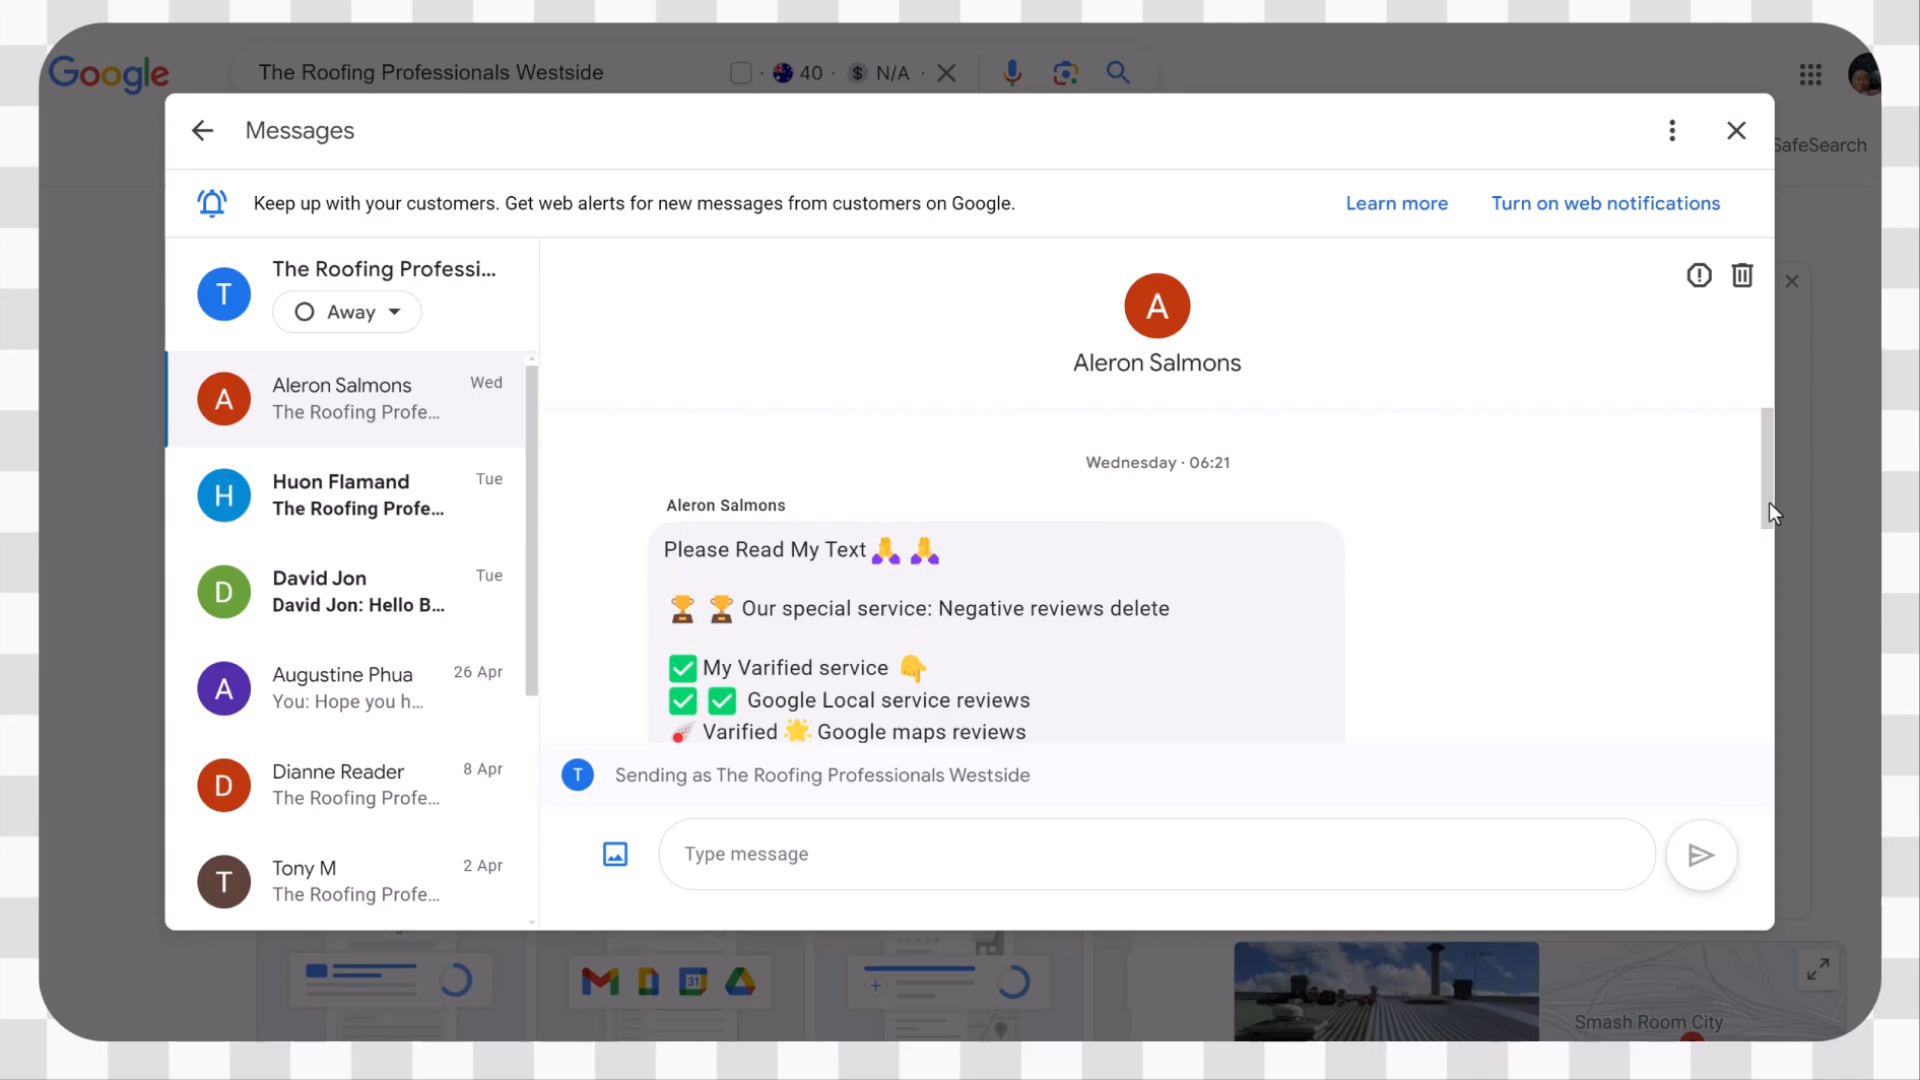 Google
The Roofing Professionals Westside
40 · N/A ·
SafeSearch
Messages
Keep up with your customers. Get web alerts for new messages from customers on Google.
Learn more
Turn on web notifications
T
The Roofing Professi...
Away
A
Aleron Salmons
Wed
The Roofing Profe...
H
Huon Flamand
Tue
The Roofing Profe...
D
David Jon
Tue
David Jon: Hello B...
A
Augustine Phua
26 Apr
You: Hope you h...
D
Dianne Reader
8 Apr
The Roofing Profe...
T
Tony M
2 Apr
The Roofing Profe...
A
Aleron Salmons
Wednesday · 06:21
Aleron Salmons
Please Read My Text🙏 🙏
🏆 🏆 Our special service: Negative reviews delete
✅My Varified service 👇
✅ ✅ Google Local service reviews
☄️ Varified 🌟 Google maps reviews
T
Sending as The Roofing Professionals Westside
Type message
31
Smash Room City